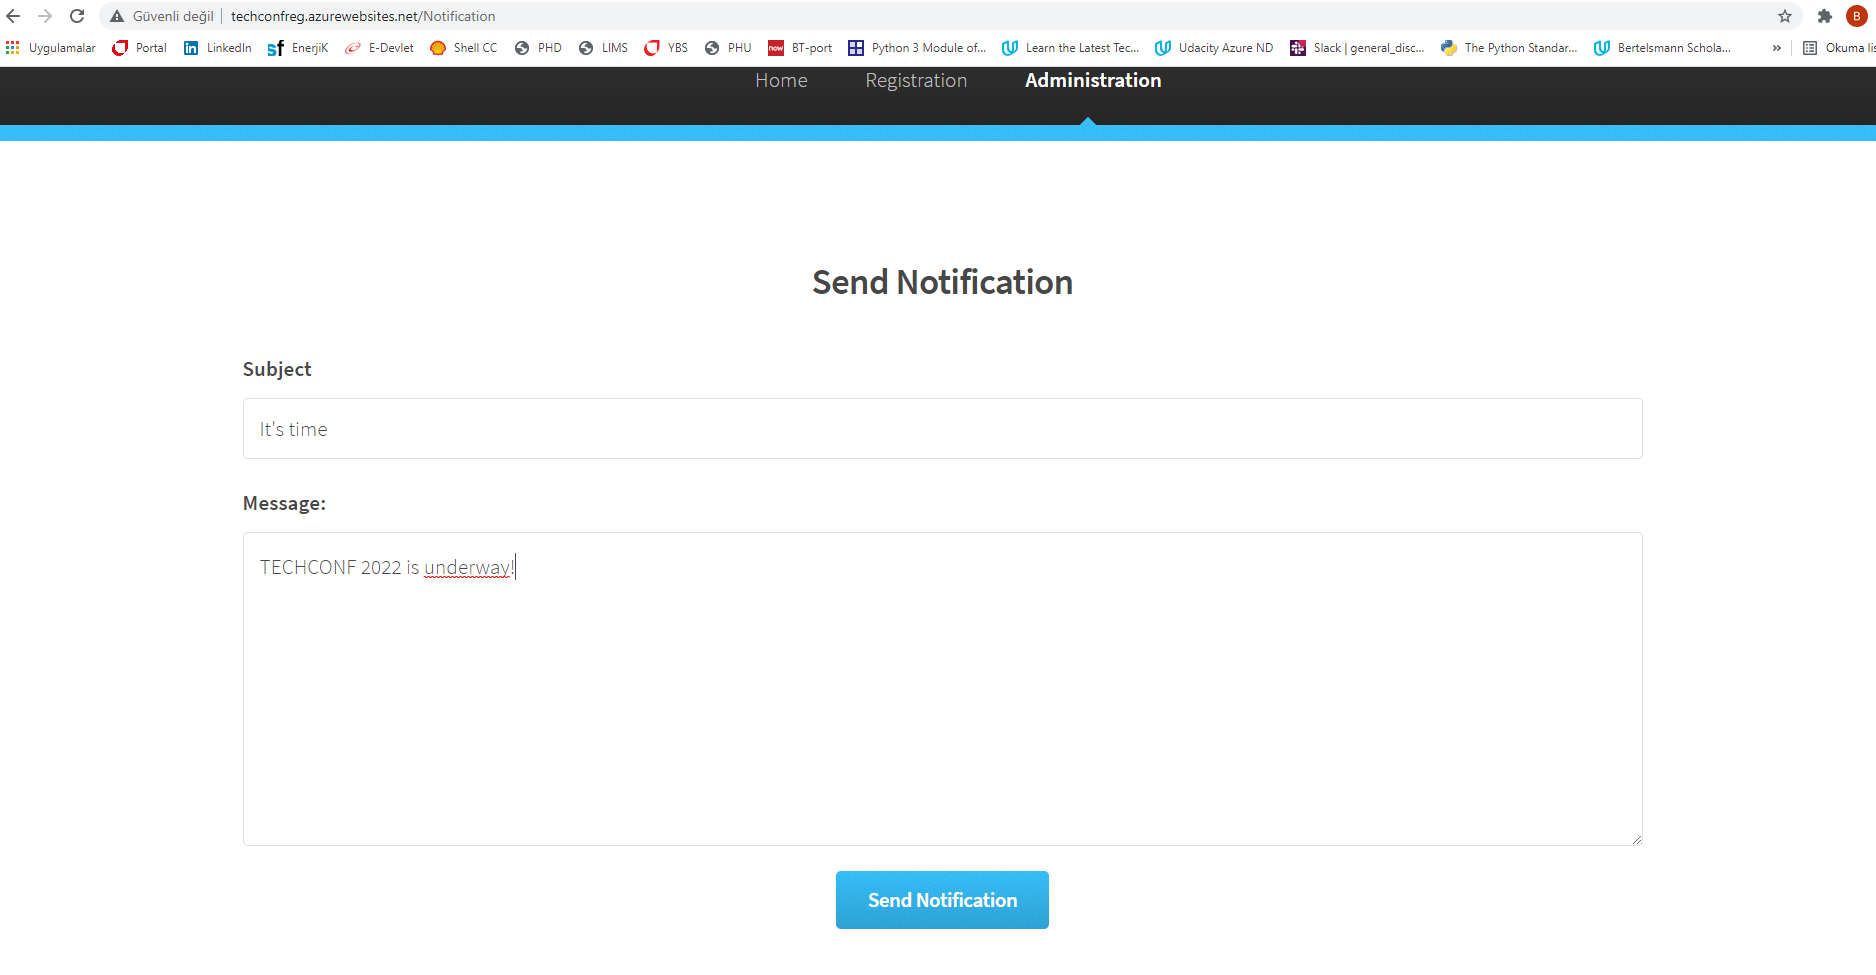 Güvenli değil techconfreg.azurewebsites.net/Notification B
Uygulamalar Portal LinkedIn EnerjiK E-Devlet Shell CC PHD LIMS YBS PHU now BT-port Python 3 Module of... Learn the Latest Tec... Udacity Azure ND Slack | general_disc... The Python Standar... Bertelsmann Schola... » Okuma lis
Home Registration Administration
Send Notification
Subject
It's time
Message:
TECHCONF 2022 is underway!
Send Notification